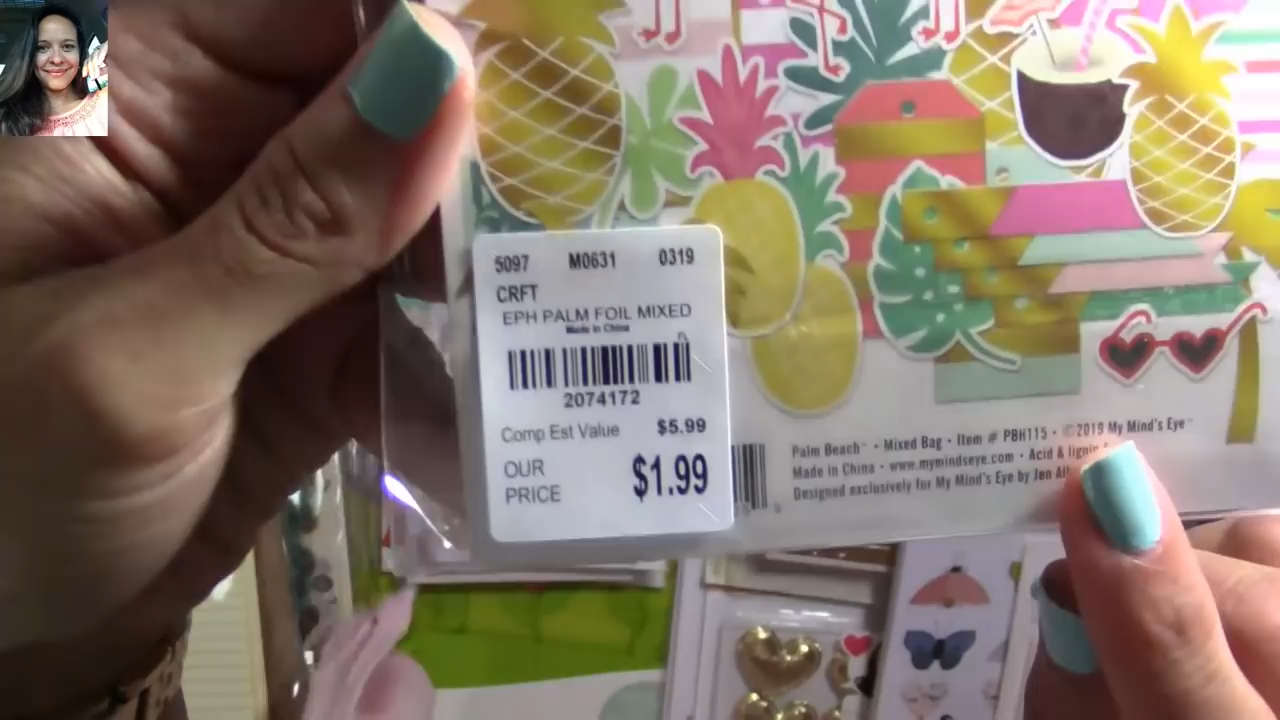 5097 M0631 0319
CRFT
EPH PALM FOIL MIXED
Made in China
2074172
Comp Est Value $5.99
OUR PRICE $1.99
Palm Beach™ • Mixed Bag • Item # PBH115 • ©2019 My Mind's Eye™
Made in China • www.mymindseye.com • Acid & lignin
Designed exclusively for My Mind's Eye by Jen